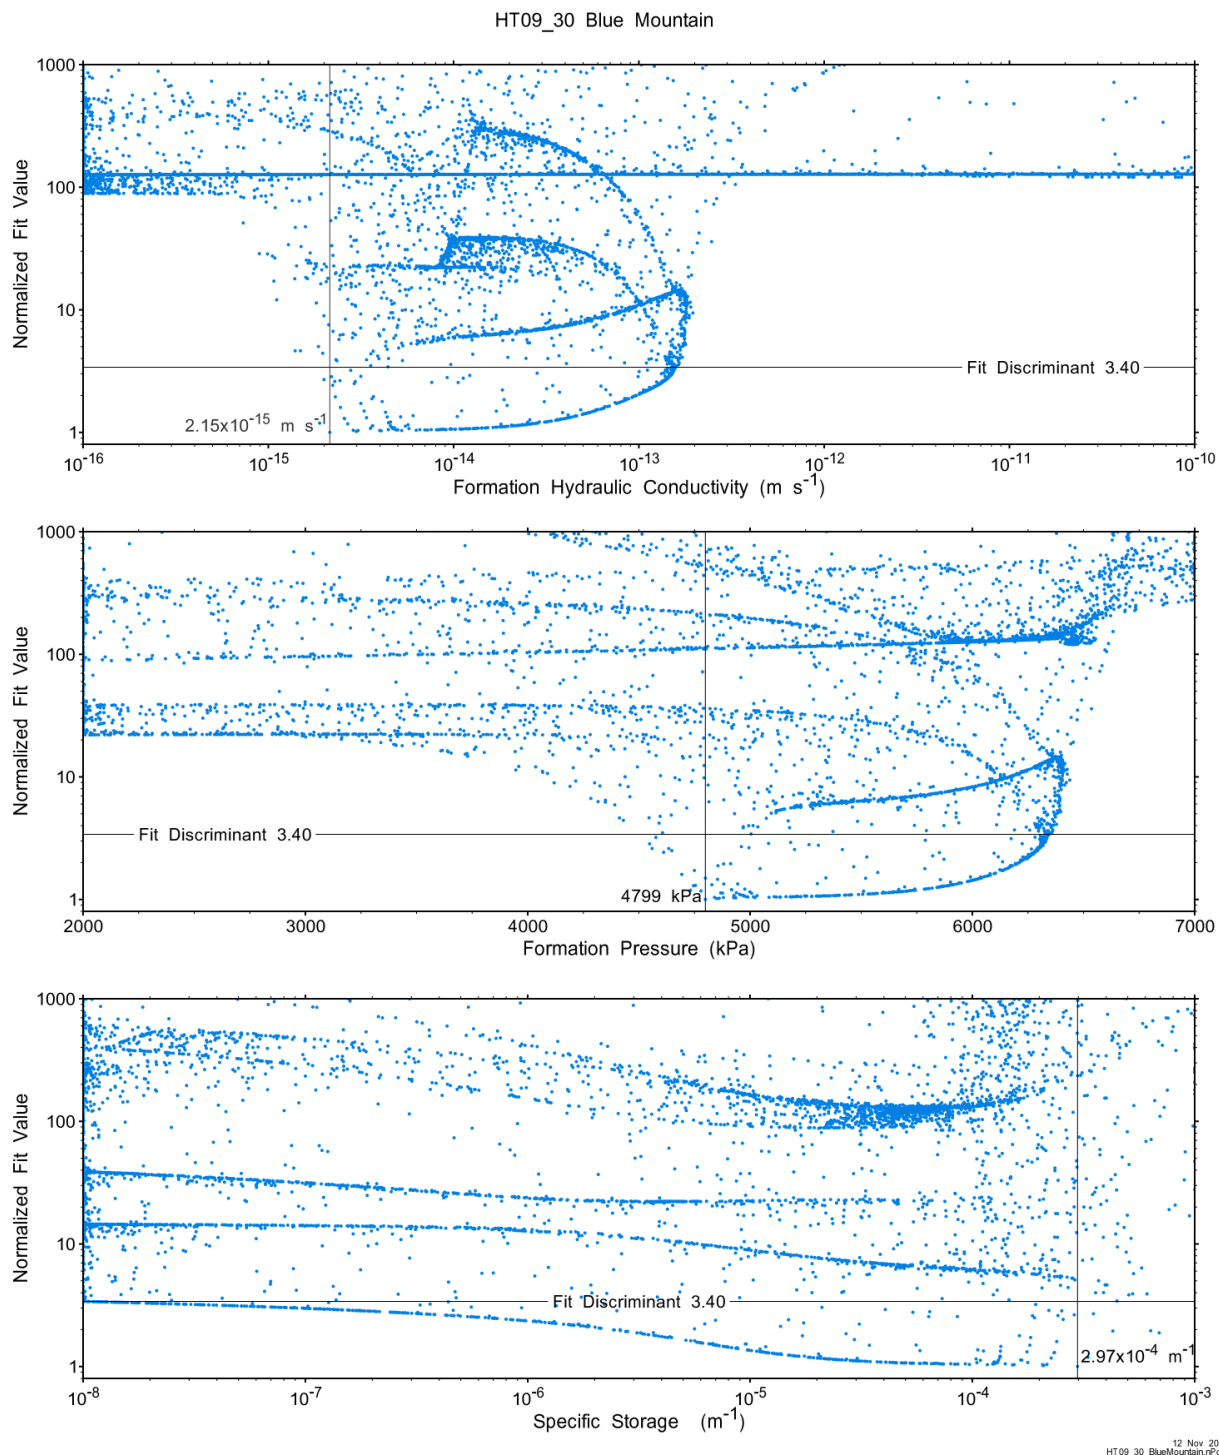 HT09_30 Blue Mountain
1000
100
10
1
Normalized Fit Value
Fit Discriminant 3.40
2.15x10⁻¹⁵ m s⁻¹
10⁻¹⁶ 10⁻¹⁵ 10⁻¹⁴ 10⁻¹³ 10⁻¹² 10⁻¹¹ 10⁻¹⁰
Formation Hydraulic Conductivity (m s⁻¹)
1000
100
10
1
Normalized Fit Value
Fit Discriminant 3.40
4799 kPa
2000 3000 4000 5000 6000 7000
Formation Pressure (kPa)
1000
100
10
1
Normalized Fit Value
Fit Discriminant 3.40
2.97x10⁻⁴ m⁻¹
10⁻⁸ 10⁻⁷ 10⁻⁶ 10⁻⁵ 10⁻⁴ 10⁻³
Specific Storage (m⁻¹)
12 Nov 20
HT09_30_BlueMountain.nPo